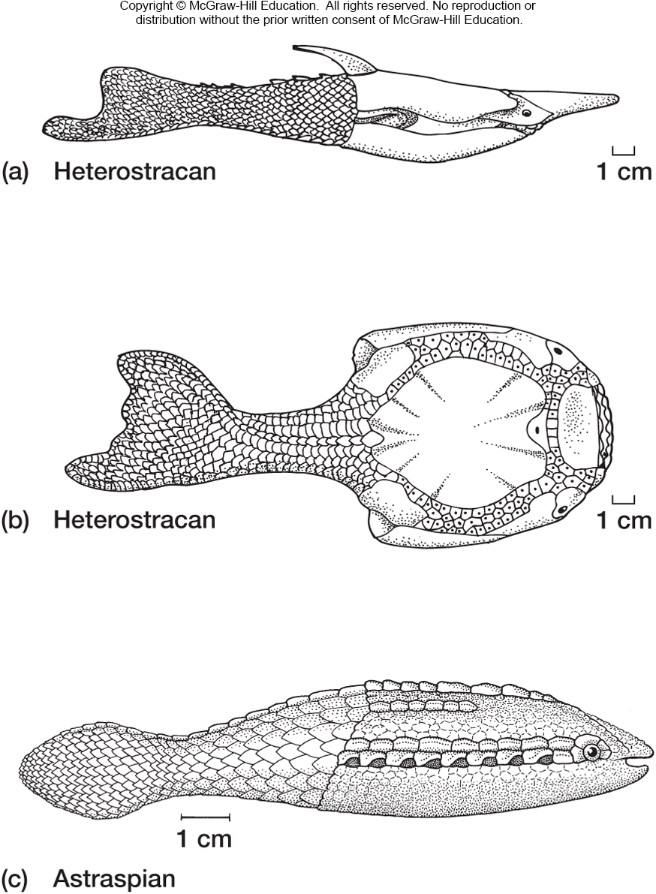 Copyright © McGraw-Hill Education. All rights reserved. No reproduction or
distribution without the prior written consent of McGraw-Hill Education.
(a) Heterostracan
1 cm
(b) Heterostracan
1 cm
1 cm
(c) Astraspian